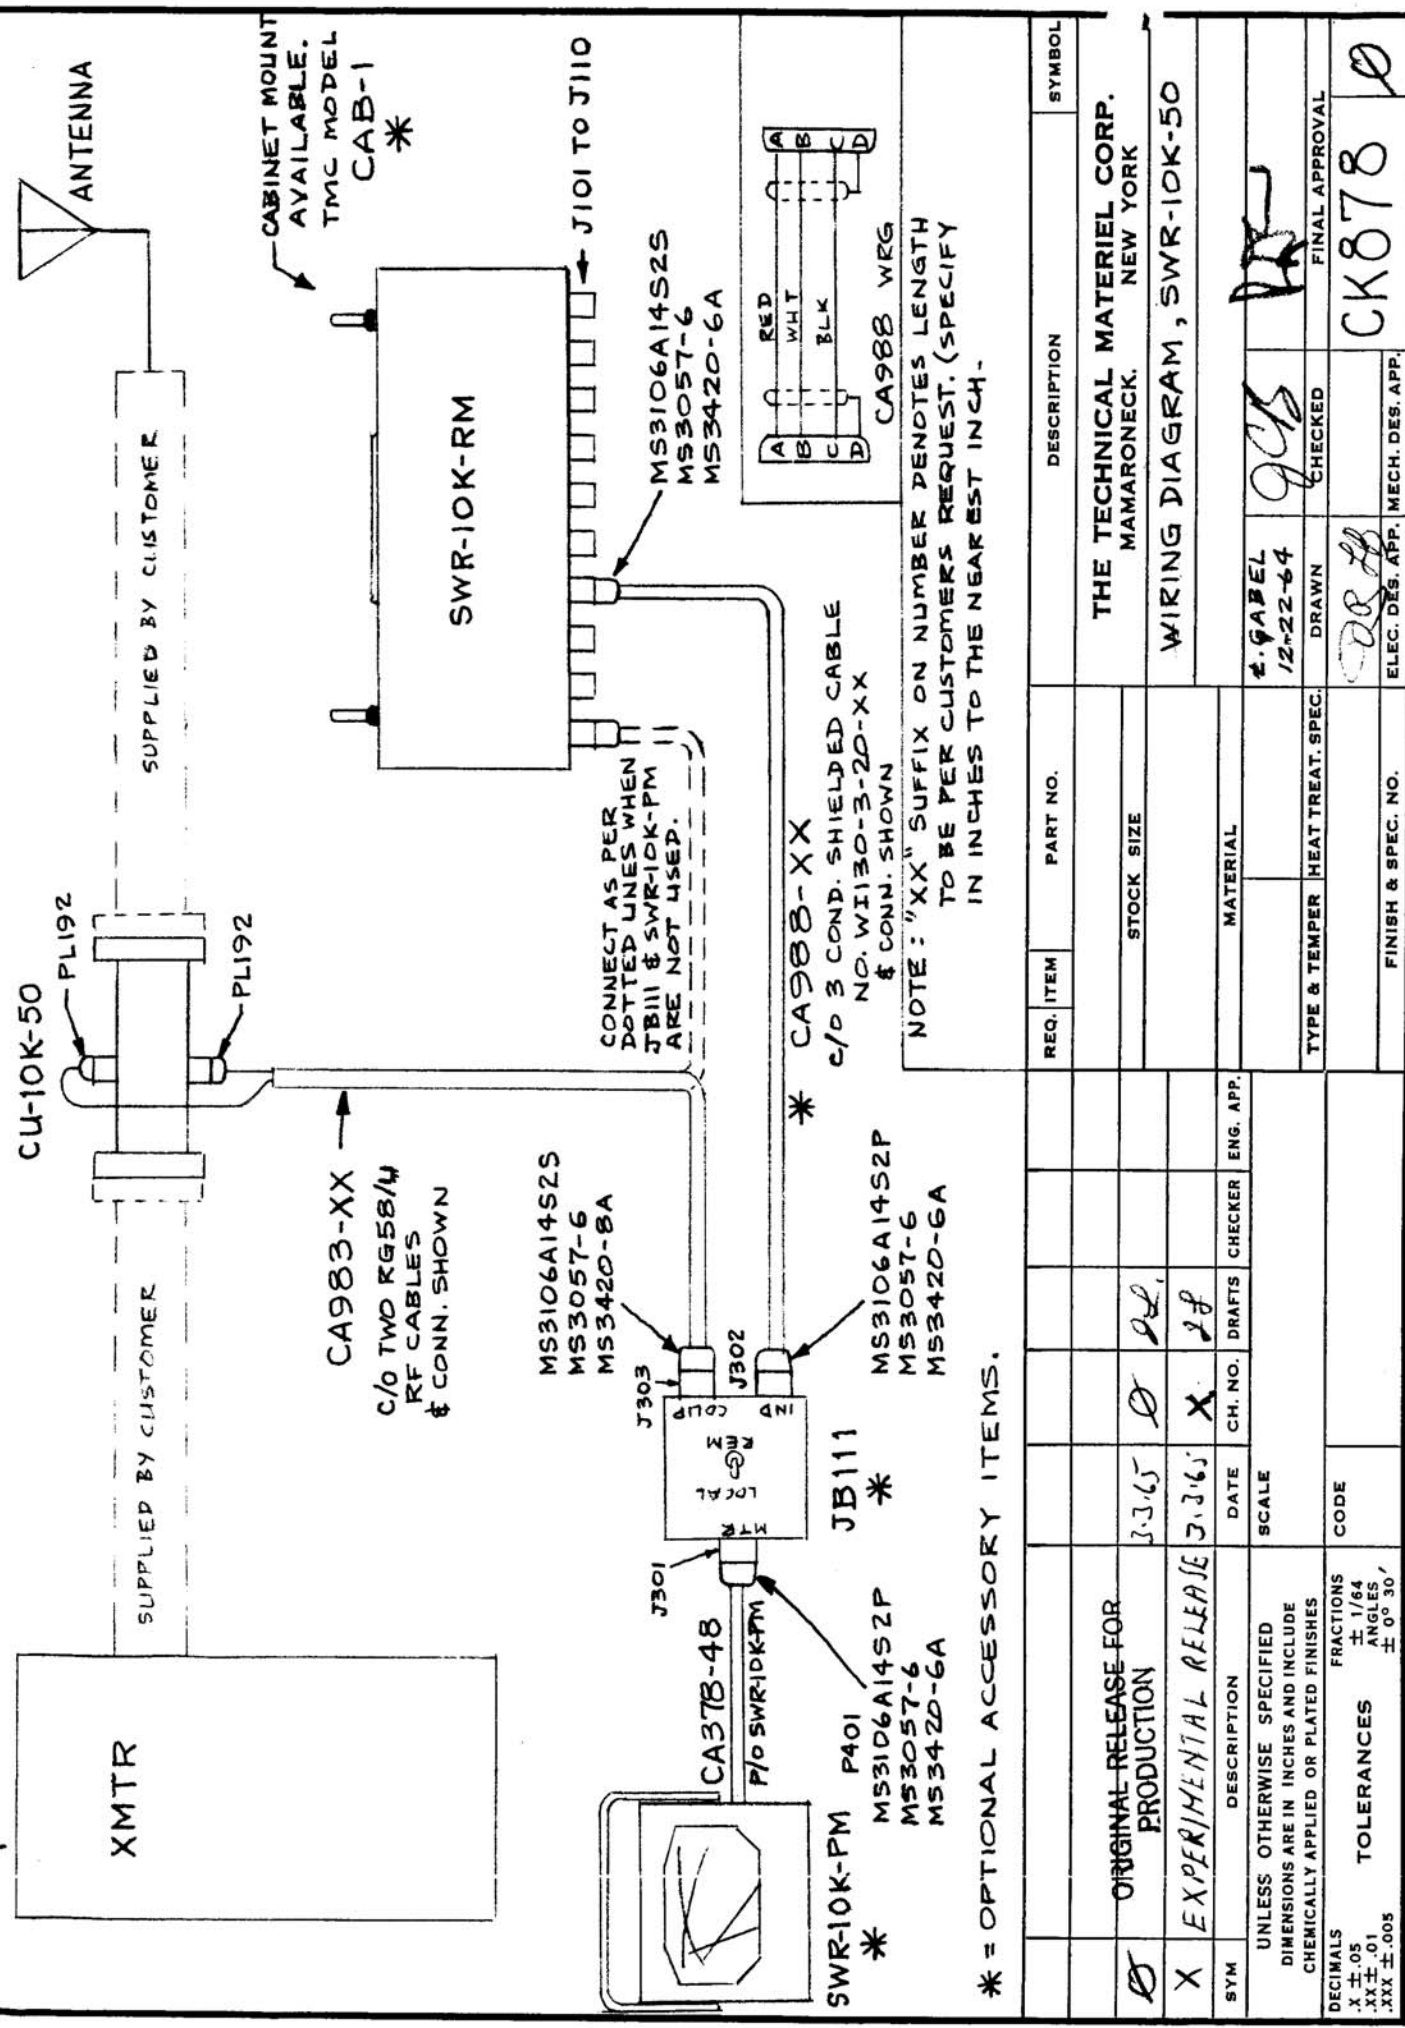 CU-10K-50
PL192
PL192
ANTENNA
XMTR
SUPPLIED BY CUSTOMER
SUPPLIED BY CUSTOMER
CABINET MOUNT
AVAILABLE.
TMC MODEL
CAB-1
*
CA983-XX
C/O TWO RG58/U
RF CABLES
& CONN. SHOWN
SWR-10K-RM
J101 TO J110
CONNECT AS PER
DOTTED LINES WHEN
JB111 & SWR-10K-PM
ARE NOT USED.
MS3106A14S2S
MS3057-6
MS3420-6A
MS3106A14S2S
MS3057-6
MS3420-8A
J303
J302
COUP
IND
REM
LOCAL
MTR
J301
JB111
*
MS3106A14S2P
MS3057-6
MS3420-6A
CA378-48
P/O SWR-10K-PM
SWR-10K-PM
*
P401
MS3106A14S2P
MS3057-6
MS3420-6A
* CA988-XX
C/O 3 COND. SHIELDED CABLE
NO. WI130-3-20-XX
& CONN. SHOWN
A
B
C
D
RED
WHT
BLK
A
B
C
D
CA988 WRG
NOTE: "XX" SUFFIX ON NUMBER DENOTES LENGTH
TO BE PER CUSTOMERS REQUEST. (SPECIFY
IN INCHES TO THE NEAREST INCH.
* = OPTIONAL ACCESSORY ITEMS.
REQ. ITEM PART NO. DESCRIPTION SYMBOL
Ø ORIGINAL RELEASE FOR
PRODUCTION 3.3.65 Ø
X EXPERIMENTAL RELEASE 3.3.65 X
SYM DESCRIPTION DATE CH. NO. DRAFTS CHECKER ENG. APP.
UNLESS OTHERWISE SPECIFIED
DIMENSIONS ARE IN INCHES AND INCLUDE
CHEMICALLY APPLIED OR PLATED FINISHES
SCALE
DECIMALS
.X ± .05
.XX ± .01
.XXX ± .005
TOLERANCES
FRACTIONS
± 1/64
ANGLES
± 0° 30'
CODE
STOCK SIZE
MATERIAL
TYPE & TEMPER HEAT TREAT. SPEC.
FINISH & SPEC. NO.
THE TECHNICAL MATERIEL CORP.
MAMARONECK. NEW YORK
WIRING DIAGRAM, SWR-10K-50
GABEL
12-22-64
DRAWN CHECKED FINAL APPROVAL
ELEC. DES. APP. MECH. DES. APP.
CK878 Ø